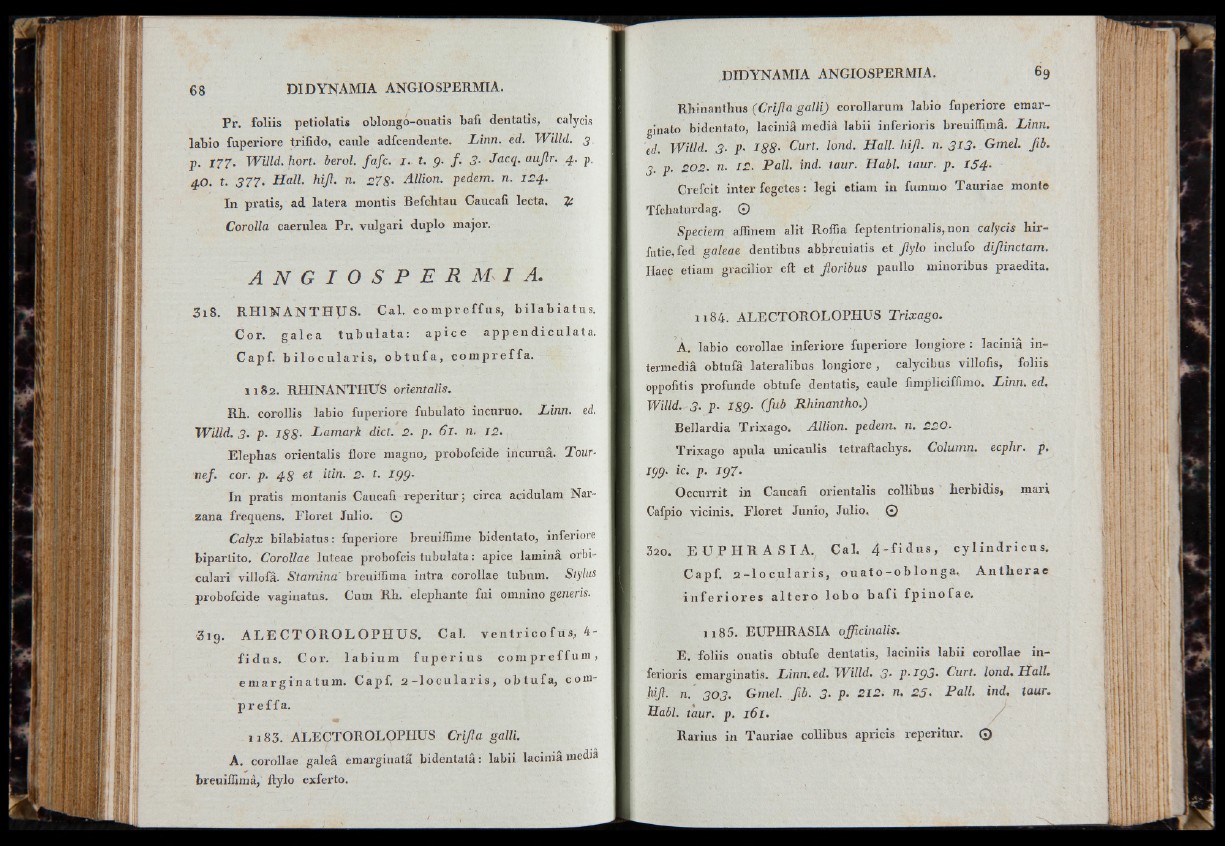 68 DIDYNAMIA ANGIOSPERMIA.
Pr. foliis petiolatis oblongo-ouatis baſi dentatis, calycis
labio ſuperiore trifido, caule adſcendente. Linn. ed. Willd. 3.
p. 177. Willd. hort. berol. faſc. 1. t. 9. f. 3. Jacq. auſtr. 4. p.
40. t. 377. Hall. hiſt. n. 278. Allion. pedem. n. 124.
In pratis, ad latera montis Beſchtau Caucaſi lecta. ♃
Corolla caerulea Pr. vulgari duplo major.
ANGIOSPERMIA.
318. RHINANTHUS. Cal. compreſſus, bilabiatus.
Cor. galea tubulata: apice appendiculata.
Capſ. bilocularis, obtuſa, compreſſa.
1182. RHINANTHUS orientalis.
Rh. corollis labio ſuperiore ſubulato incuruo. Linn. ed.
Willd. 3. p. 188. Lamark dict. 2. p. 61. n. 12.
Elephas orientalis flore magno, probofcide incuruâ. Tour-
nef. cor. p. 48 et itin. 2. t. 199.
In pratis montanis Caucaſi reperitur; circa acidulam Nar-
zana frequens. Floret Julio. ☉
Calyx bilabiatus: ſuperiore breuiſſime bidentato, inferiore
bipartito. Corollae luteae probofcis tubulata: apice laminâ orbi-
culari villoſâ. Stamina breuiſſima intra corollae tubum. Stylus
probofcide vaginatus. Cum Rh. elephante ſui omnino generis.
319. ALECTOROLOPHUS. Cal. ventricoſus, 4-
fidus. Cor. labium ſuperius compreſſum,
emarginatum. Capſ. 2-locularis, obtuſa, com-
preſſa.
1183. ALECTOROLOPHUS Criſta galli.
A. corollae galeâ emarginatâ bidentatâ: labii laciniâ mediâ
breuiſſimâ, ſtylo exſerto.
DIDYNAMIA ANGIOSPERMIA. 69
Rhinanthus (Criſta galli) corollarum labio ſuperiore emar-
ginato bidentato, laciniâ mediâ labii inferioris breuiſſimâ. Linn.
ed. Willd. 3. p. 188. Curt. lond. Hall. hiſt. n. 313. Gmel. ſib.
3. p. 202. n. 12. Pall. ind. taur. Habl. taur. p. 154.
Creſcit inter ſegetes: legi etiam in ſummo Tauriae monte
Tſchaturdag. ☉
Speciem affinem alit Roſſia ſeptentrionalis, non calycis hir-
ſutie, ſed galeae dentibus abbreuiatis et ſtylo incluſo diſtinctam.
Haec etiam gracilior eſt et floribus paullo minoribus praedita.
1184. ALECTOROLOPHUS Trixago.
A. labio corollae inferiore ſuperiore longiore: laciniâ in-
termediâ obtuſâ lateralibus longiore, calycibus villoſis, foliis
oppoſitis profunde obtuſe dentatis, caule ſimpliciſſimo. Linn. ed.
Willd. 3. p. 189. (ſub Rhinantho.)
Bellardia Trixago. Allion. pedem. n. 220.
Trixago apula unicaulis tetraſtachys. Column. ecphr. p.
199. ic. p. 197.
Occurrit in Caucaſi orientalis collibus herbidis, mari
Caſpio vicinis. Floret Junio, Julio. ☉
320. EUPHRASIA. Cal. 4-fidus, cylindricus.
Capſ. 2-locularis, ouato-oblonga. Antherae
inferiores altero lobo baſi ſpinoſae.
1185. EUPHRASIA officinalis.
E. foliis ouatis obtuſe dentatis, laciniis labii corollae in-
ferioris emarginatis. Linn. ed. Willd. 3. p. 193. Curt. lond. Hall.
hiſt. n. 303. Gmel. ſib. 3. p. 212. n. 25. Pall. ind. taur.
Habl. taur. p. 161.
Rarius in Tauriae collibus apricis reperitur. ☉